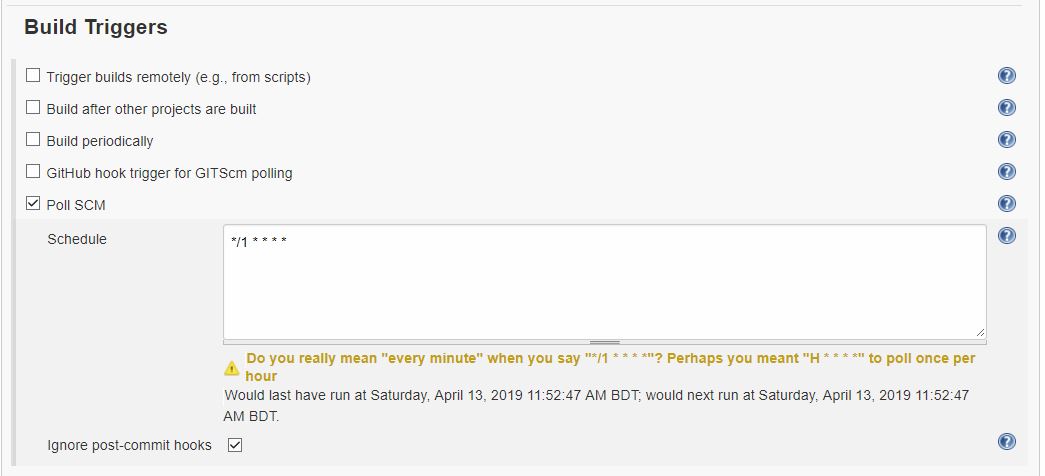 Build Triggers
Trigger builds remotely (e.g., from scripts)
Build after other projects are built
Build periodically
GitHub hook trigger for GITScm polling
Poll SCM
Schedule
*/1 * * * *
Do you really mean "every minute" when you say "*/1 * * * *"? Perhaps you meant "H * * * *" to poll once per
hour
Would last have run at Saturday, April 13, 2019 11:52:47 AM BDT; would next run at Saturday, April 13, 2019 11:52:47
AM BDT.
Ignore post-commit hooks